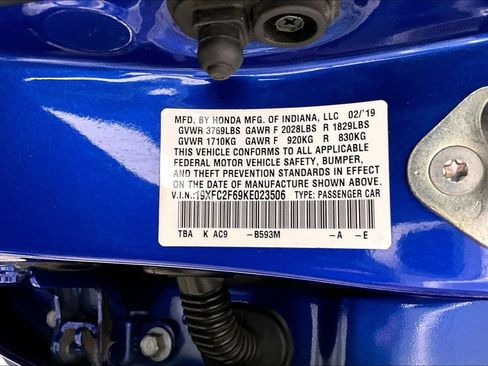 MFD. BY HONDA MFG. OF INDIANA, LLC 02/'19
GVWR 3769LBS GAWR F 2028LBS R 1829LBS
GVWR 1710KG GAWR F 920KG R 830KG
THIS VEHICLE CONFORMS TO ALL APPLICABLE
FEDERAL MOTOR VEHICLE SAFETY, BUMPER,
AND THEFT PREVENTION STANDARDS IN EFFECT
ON THE DATE OF MANUFACTURE SHOWN ABOVE.
V.I.N.:19XFC2F69KE023506 TYPE: PASSENGER CAR
TBA K AC9 -B593M -A -E